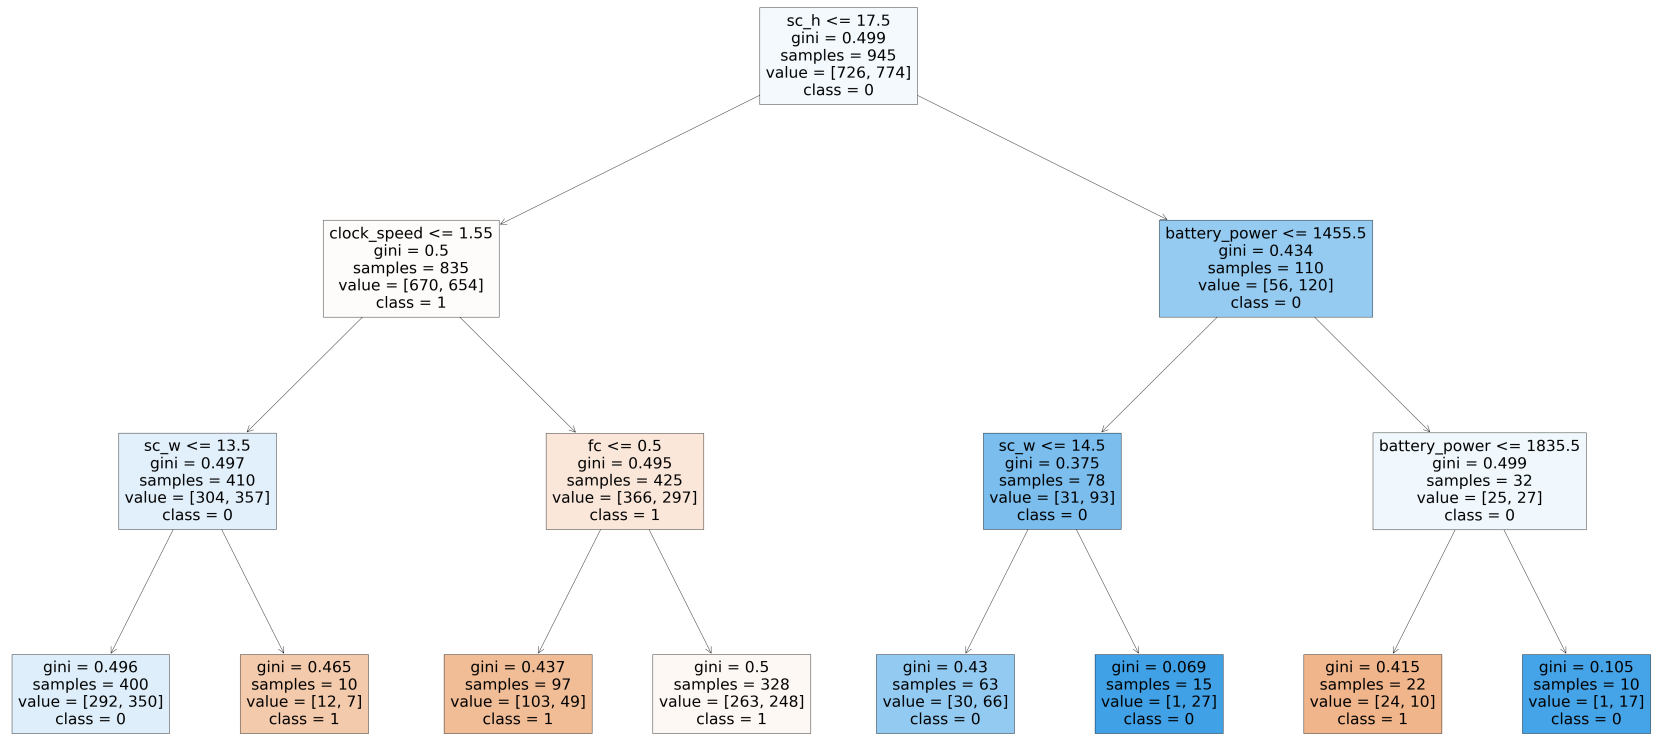 sc_h <= 17.5
gini = 0.499
samples = 945
value = [726, 774]
class = 0
clock_speed <= 1.55
gini = 0.5
samples = 835
value = [670, 654]
class = 1
battery_power <= 1455.5
gini = 0.434
samples = 110
value = [56, 120]
class = 0
sc_w <= 13.5
gini = 0.497
samples = 410
value = [304, 357]
class = 0
fc <= 0.5
gini = 0.495
samples = 425
value = [366, 297]
class = 1
sc_w <= 14.5
gini = 0.375
samples = 78
value = [31, 93]
class = 0
battery_power <= 1835.5
gini = 0.499
samples = 32
value = [25, 27]
class = 0
gini = 0.496
samples = 400
value = [292, 350]
class = 0
gini = 0.465
samples = 10
value = [12, 7]
class = 1
gini = 0.437
samples = 97
value = [103, 49]
class = 1
gini = 0.5
samples = 328
value = [263, 248]
class = 1
gini = 0.43
samples = 63
value = [30, 66]
class = 0
gini = 0.069
samples = 15
value = [1, 27]
class = 0
gini = 0.415
samples = 22
value = [24, 10]
class = 1
gini = 0.105
samples = 10
value = [1, 17]
class = 0